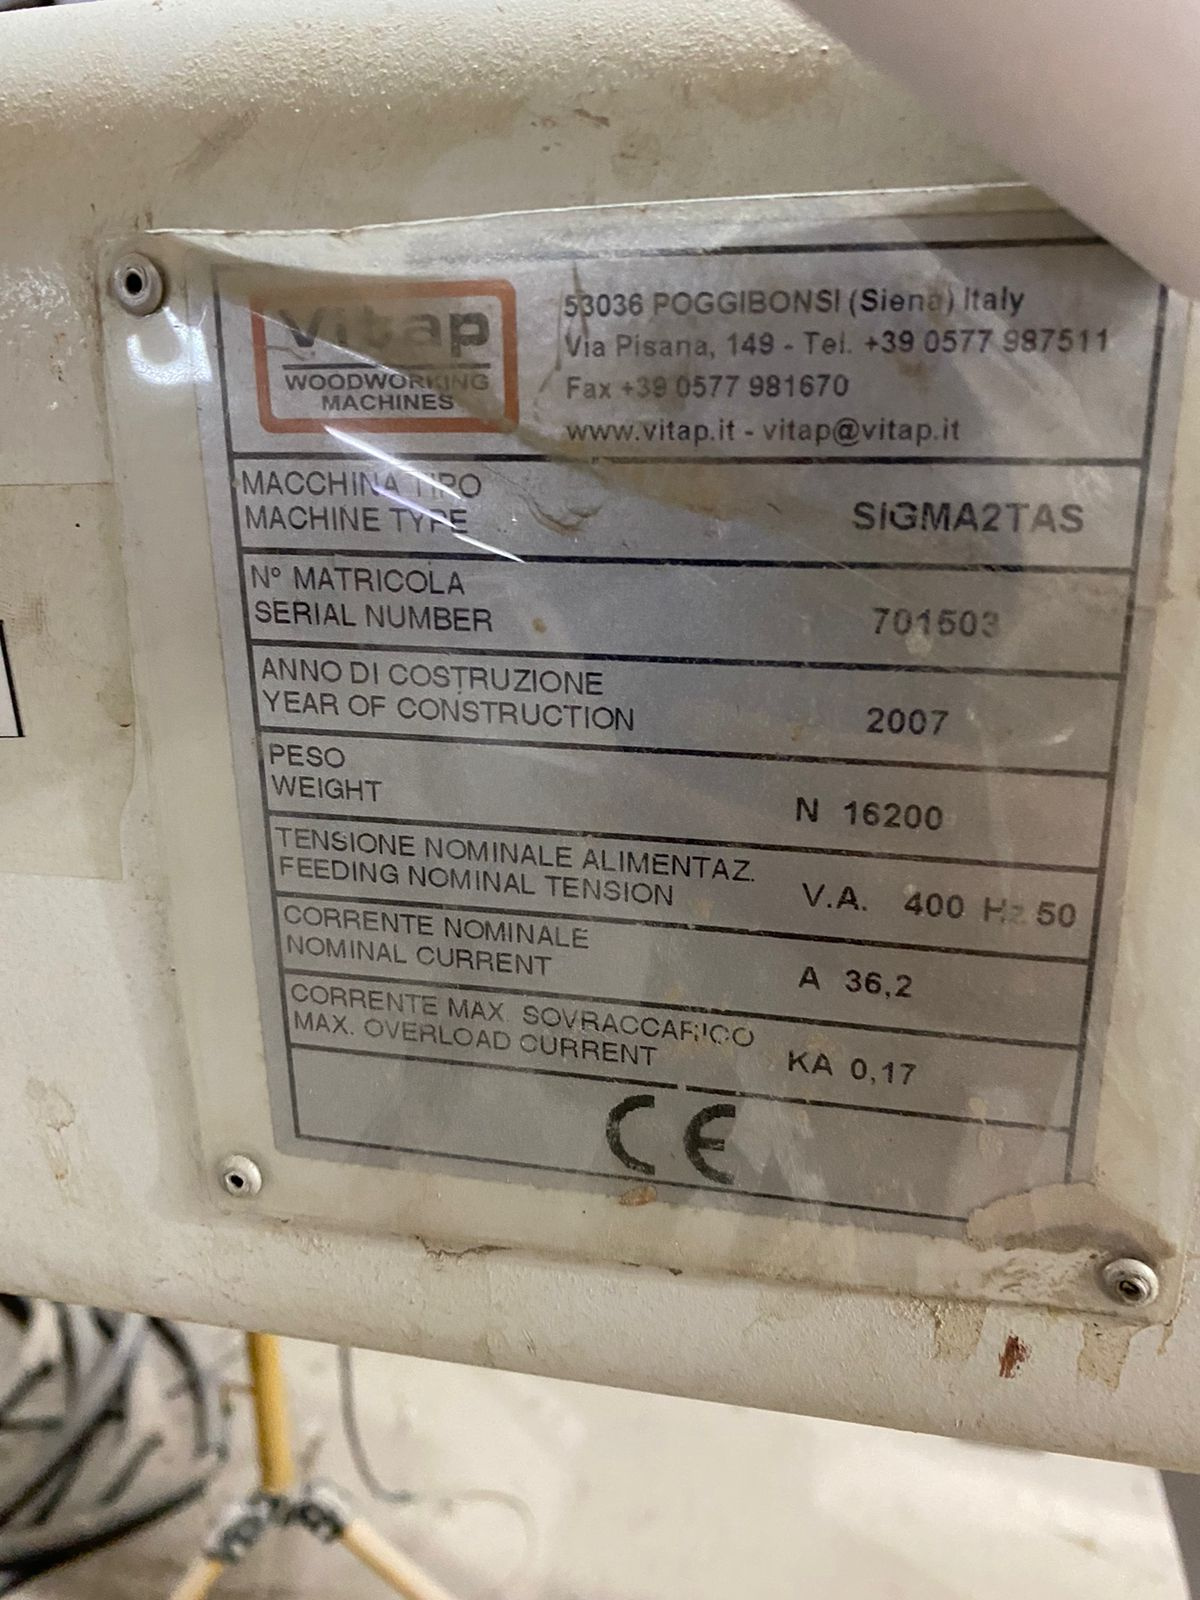 vitap
WOODWORKING
MACHINES
53036 POGGIBONSI (Siena) Italy
Via Pisana, 149 - Tel. +39 0577 987511
Fax +39 0577 981670
www.vitap.it - vitap@vitap.it
MACCHINA TIPO
MACHINE TYPE
SIGMA2TAS
N° MATRICOLA
SERIAL NUMBER
701503
ANNO DI COSTRUZIONE
YEAR OF CONSTRUCTION
2007
PESO
WEIGHT
N 16200
TENSIONE NOMINALE ALIMENTAZ.
FEEDING NOMINAL TENSION
V.A. 400 Hz 50
CORRENTE NOMINALE
NOMINAL CURRENT
A 36,2
CORRENTE MAX. SOVRACCARICO
MAX. OVERLOAD CURRENT
KA 0,17
CE